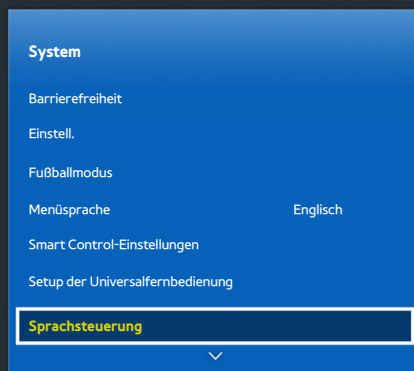 System
Barrierefreiheit
Einstell.
Fußballmodus
Menüsprache Englisch
Smart Control-Einstellungen
Setup der Universalfernbedienung
Sprachsteuerung